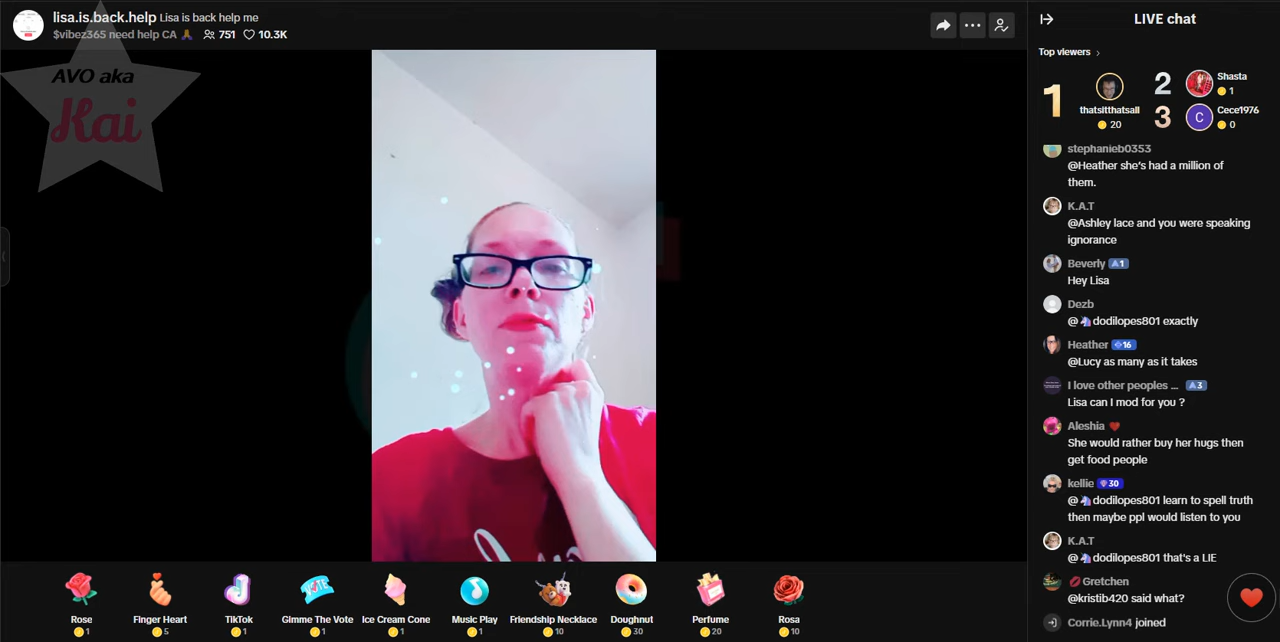 lisa.is.back.help Lisa is back help me
$vibez365 need help CA 🙏 751 10.3K
AVO aka
Kai
LIVE chat
Top viewers >
1
thatsitthatsall
20
2
Shasta
1
3
C
Cece1976
0
stephanieb0353
@Heather she's had a million of
them.
K.A.T
@Ashley lace and you were speaking
ignorance
Beverly 1
Hey Lisa
Dezb
@🦄dodilopes801 exactly
Heather 16
@Lucy as many as it takes
I love other peoples ... 3
Lisa can I mod for you ?
Aleshia ❤️
She would rather buy her hugs then
get food people
kellie 30
@🦄dodilopes801 learn to spell truth
then maybe ppl would listen to you
K.A.T
@🦄dodilopes801 that's a LIE
💋Gretchen
@kristib420 said what?
Corrie.Lynn4 joined
VOTE
Rose
1
Finger Heart
5
TikTok
1
Gimme The Vote
1
Ice Cream Cone
1
Music Play
1
Friendship Necklace
10
Doughnut
30
Perfume
20
Rosa
10